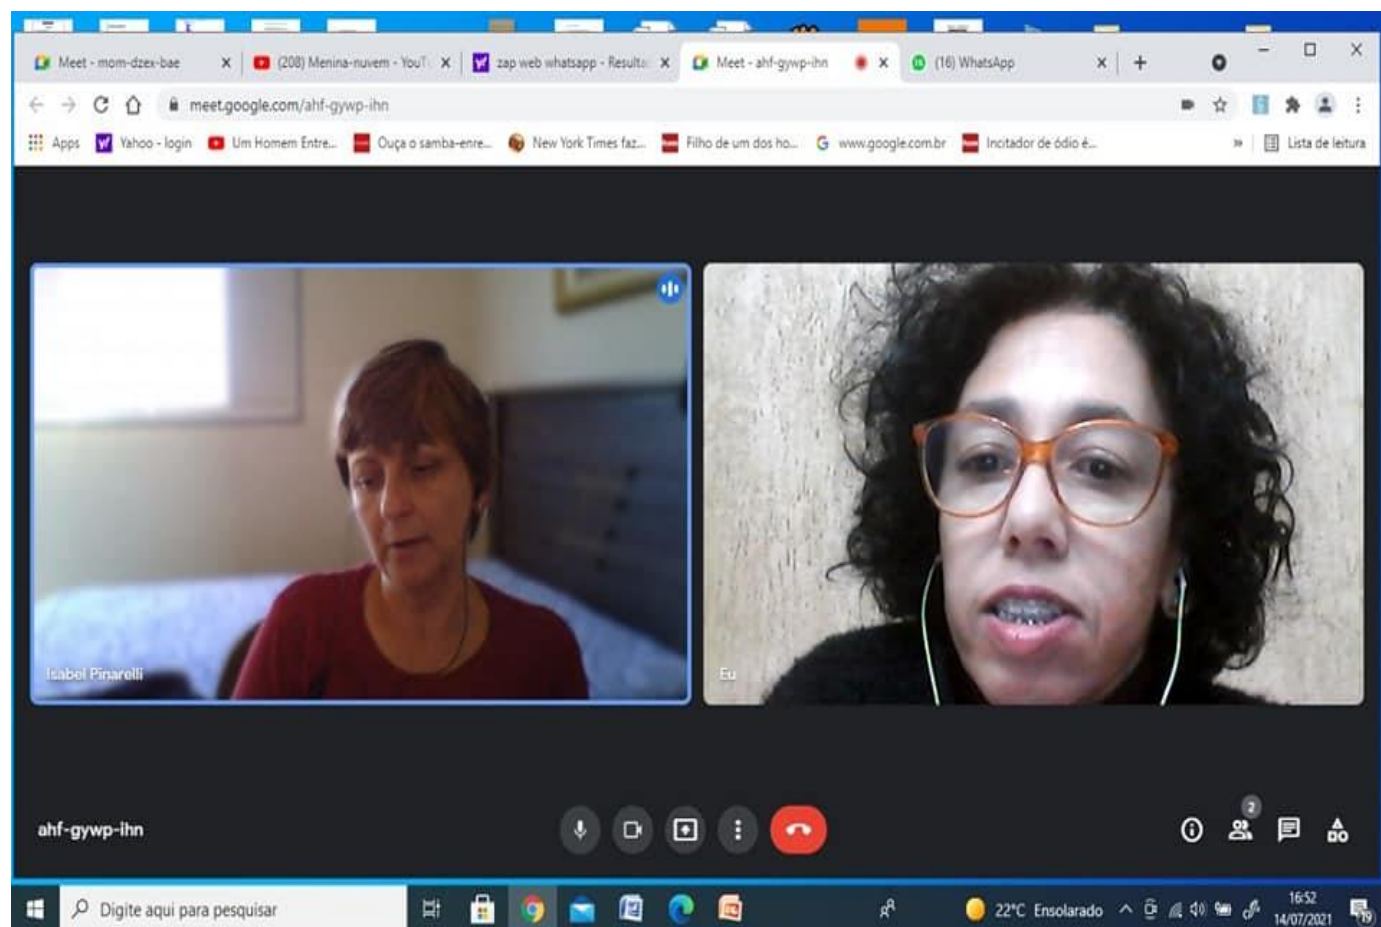 Meet - mom-dzex-bae
(208) Menina-nuvem - YouT
zap web whatsapp - Resulta
Meet - ahf-gywp-ihn
(16) WhatsApp
meet.google.com/ahf-gywp-ihn
Apps
Yahoo - login
Um Homem Entre...
Ouça o samba-enre...
New York Times faz...
Filho de um dos ho...
www.google.com.br
Incitador de ódio é...
»
Lista de leitura
Isabel Pinarelli
Eu
ahf-gywp-ihn
2
Digite aqui para pesquisar
22°C Ensolarado
16:52
14/07/2021
19